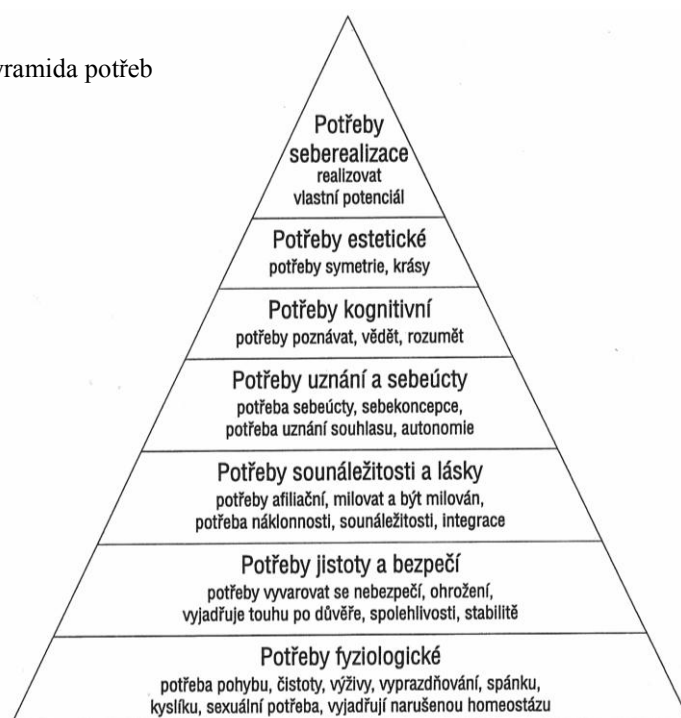 yramida potřeb
Potřeby
seberealizace
realizovat
vlastní potenciál
Potřeby estetické
potřeby symetrie, krásy
Potřeby kognitivní
potřeby poznávat, vědět, rozumět
Potřeby uznání a sebeúcty
potřeba sebeúcty, sebekoncepce,
potřeba uznání souhlasu, autonomie
Potřeby sounáležitosti a lásky
potřeby afiliační, milovat a být milován,
potřeba náklonnosti, sounáležitosti, integrace
Potřeby jistoty a bezpečí
potřeby vyvarovat se nebezpečí, ohrožení,
vyjadřuje touhu po důvěře, spolehlivosti, stabilitě
Potřeby fyziologické
potřeba pohybu, čistoty, výživy, vyprazdňování, spánku,
kyslíku, sexuální potřeba, vyjadřují narušenou homeostázu